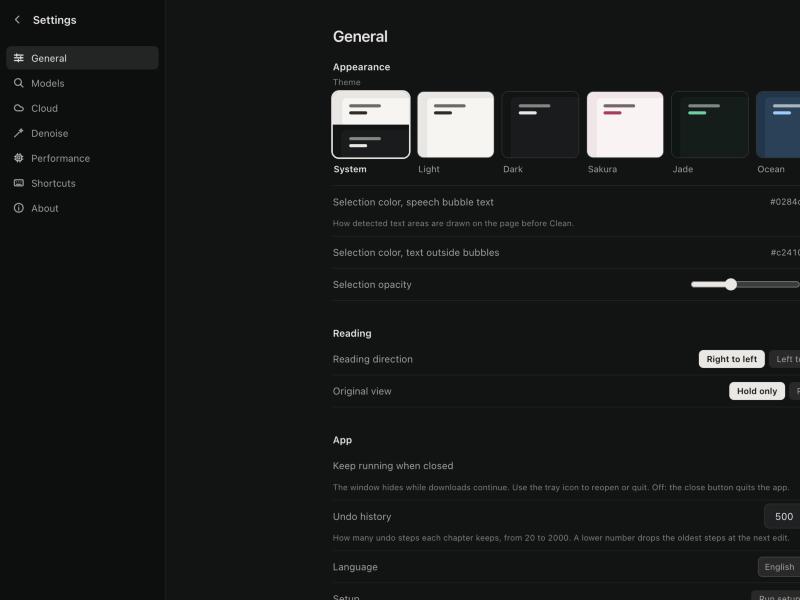 Settings
General
Models
Cloud
Denoise
Performance
Shortcuts
About
General
Appearance
Theme
System
Light
Dark
Sakura
Jade
Ocean
Selection color, speech bubble text
#0284
How detected text areas are drawn on the page before Clean.
Selection color, text outside bubbles
#c2410
Selection opacity
Reading
Reading direction
Right to left
Left
Original view
Hold only
App
Keep running when closed
The window hides while downloads continue. Use the tray icon to reopen or quit. Off: the close button quits the app.
Undo history
500
How many undo steps each chapter keeps, from 20 to 2000. A lower number drops the oldest steps at the next edit.
Language
English
Setup
Run setup